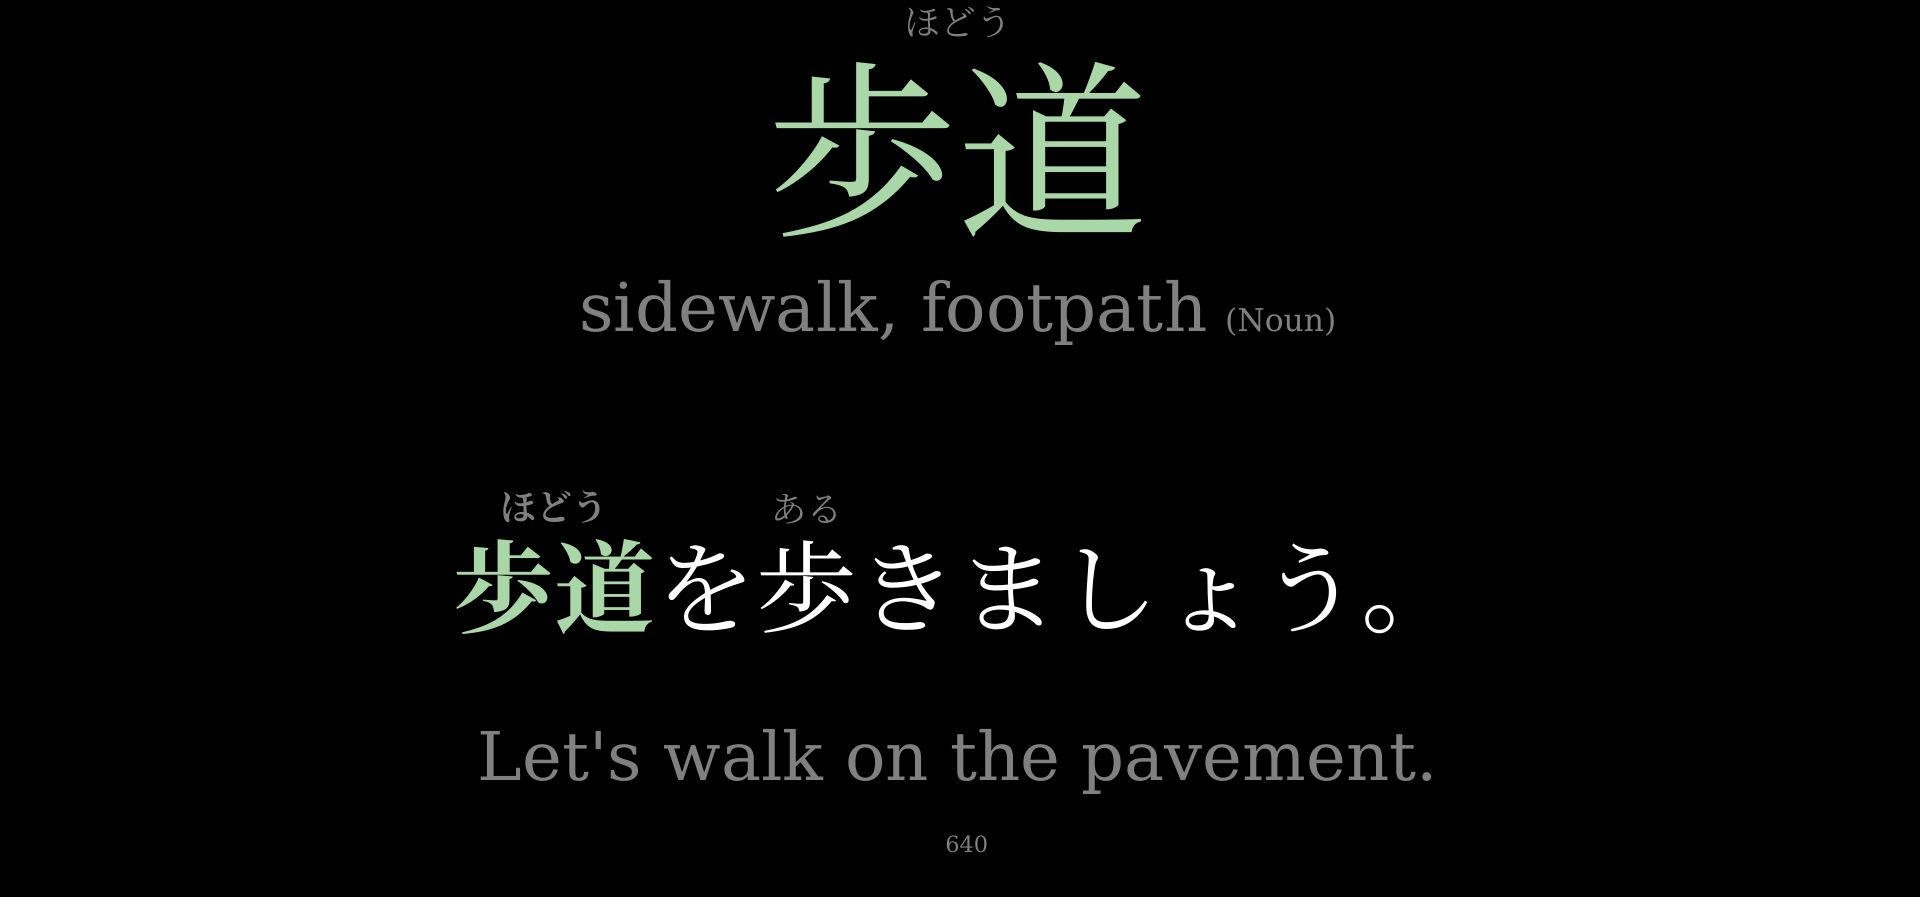 ほどう
歩道
sidewalk, footpath (Noun)
ほどう ある
歩道を歩きましょう。
Let's walk on the pavement.
640